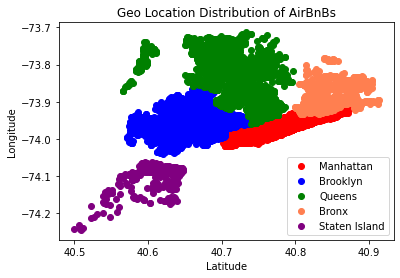 Geo Location Distribution of AirBnBs
Longitude
−73.7
−73.8
−73.9
−74.0
−74.1
−74.2
Manhattan
Brooklyn
Queens
Bronx
Staten Island
40.5 40.6 40.7 40.8 40.9
Latitude